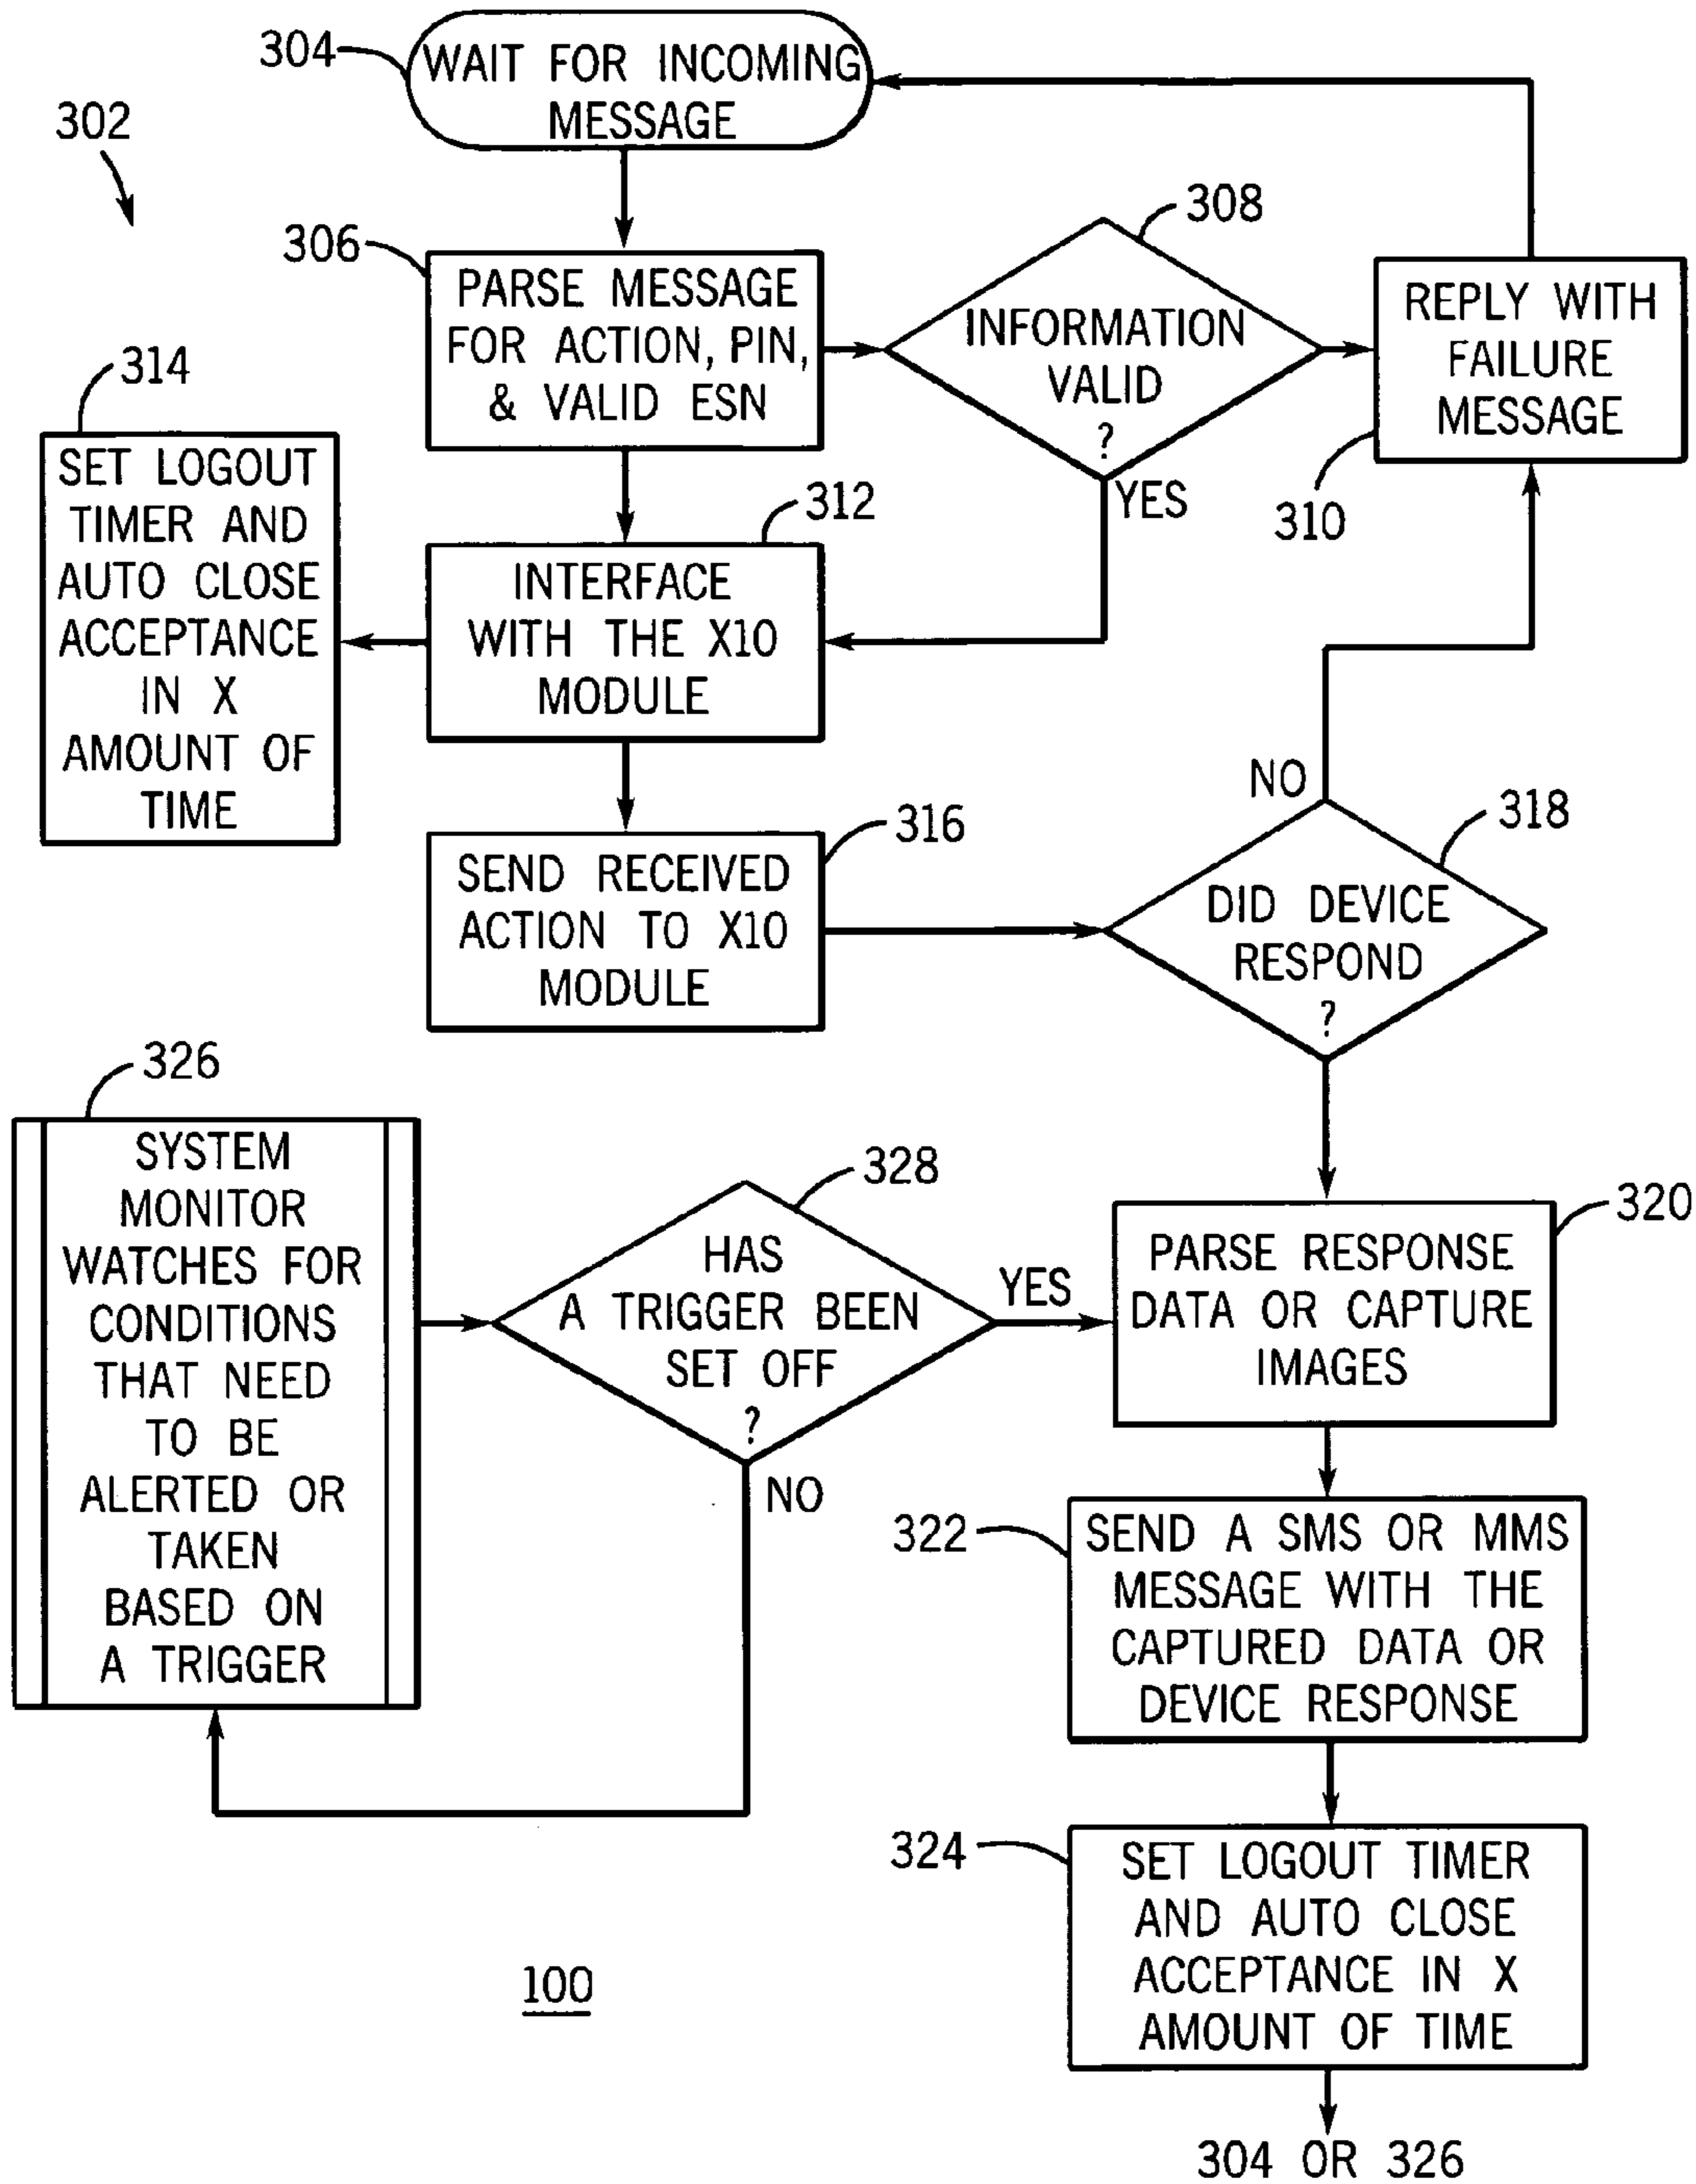 304
WAIT FOR INCOMING
MESSAGE
302
306
PARSE MESSAGE
FOR ACTION, PIN,
& VALID ESN
308
INFORMATION
VALID
?
YES
REPLY WITH
FAILURE
MESSAGE
310
314
SET LOGOUT
TIMER AND
AUTO CLOSE
ACCEPTANCE
IN X
AMOUNT OF
TIME
312
INTERFACE
WITH THE X10
MODULE
316
SEND RECEIVED
ACTION TO X10
MODULE
NO
318
DID DEVICE
RESPOND
?
326
SYSTEM
MONITOR
WATCHES FOR
CONDITIONS
THAT NEED
TO BE
ALERTED OR
TAKEN
BASED ON
A TRIGGER
328
HAS
A TRIGGER BEEN
SET OFF
?
YES
NO
320
PARSE RESPONSE
DATA OR CAPTURE
IMAGES
322
SEND A SMS OR MMS
MESSAGE WITH THE
CAPTURED DATA OR
DEVICE RESPONSE
324
SET LOGOUT TIMER
AND AUTO CLOSE
ACCEPTANCE IN X
AMOUNT OF TIME
100
304 OR 326